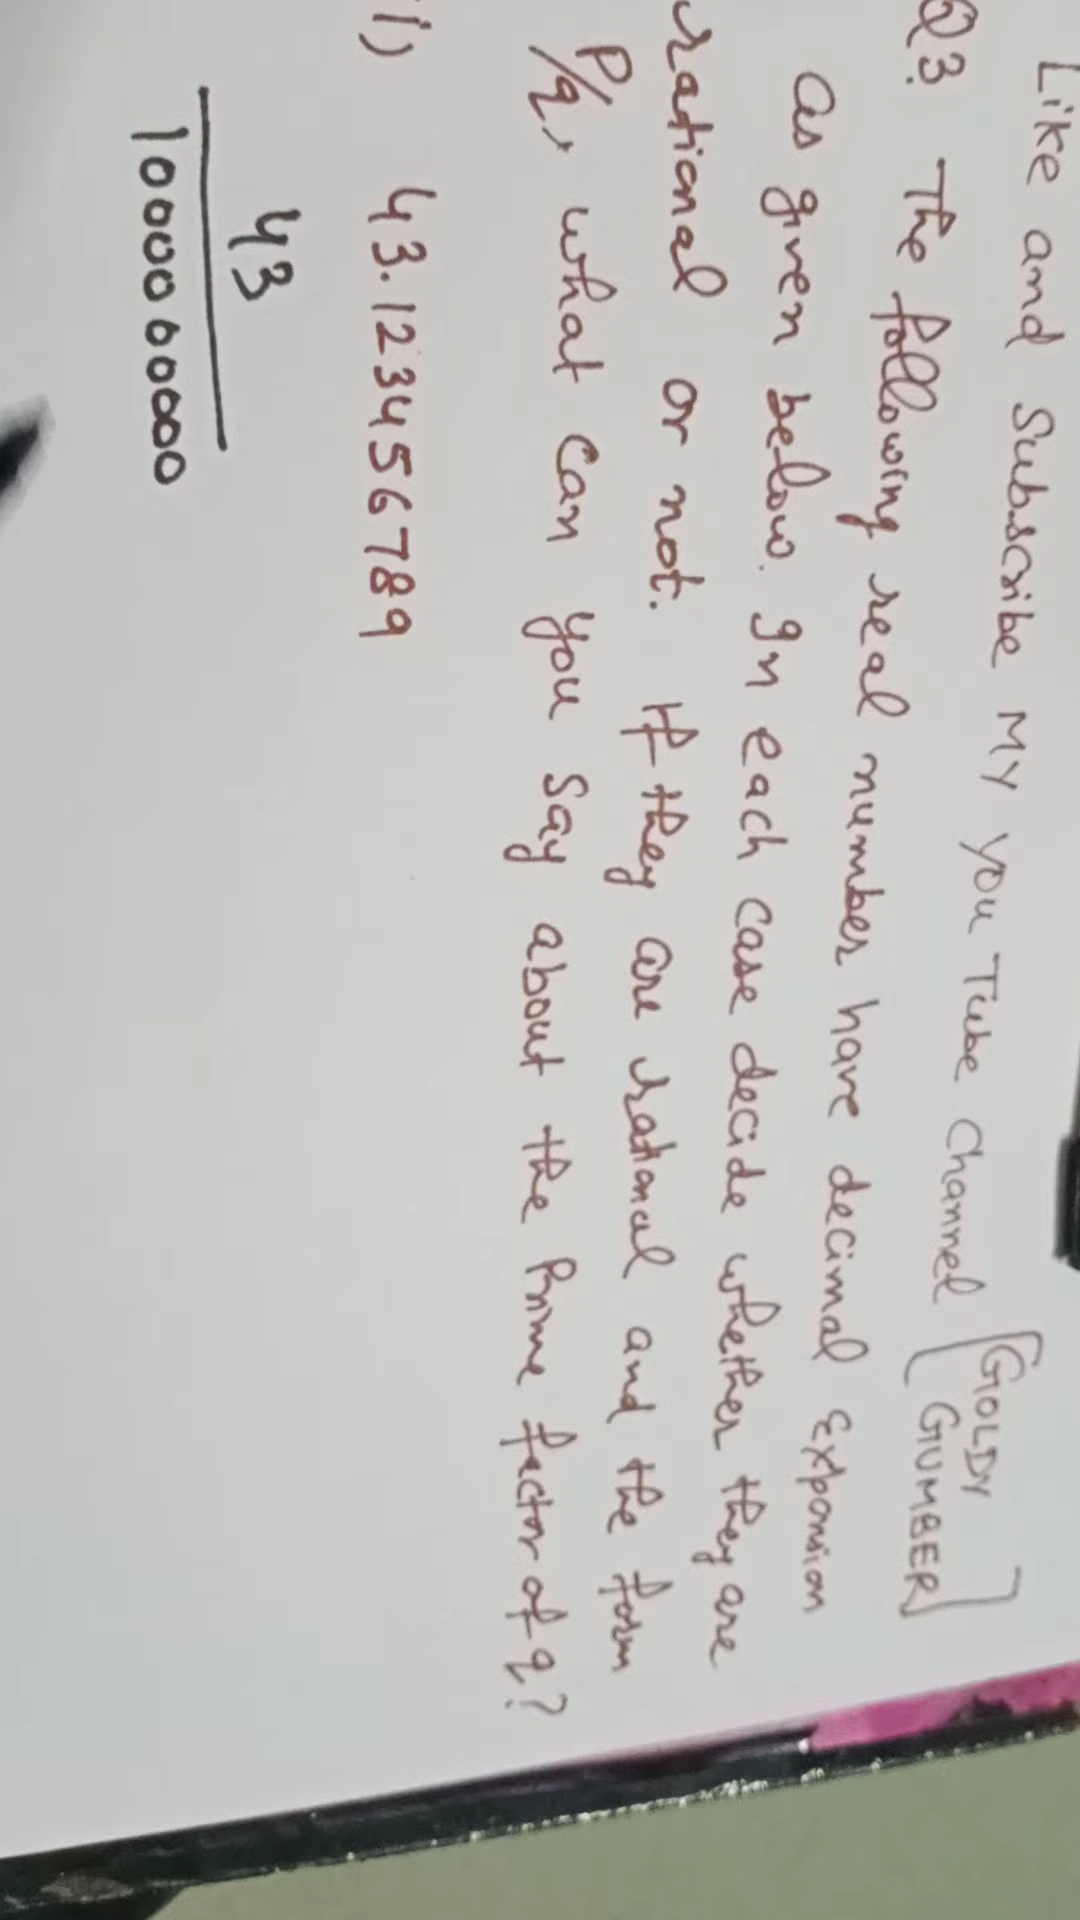 Like and Subscribe My YouTube Channel [GOLDY GUMBER]
Q3. The following real number have decimal expansion
as given below. In each case decide whether they are
rational or not. If they are rational and the form
P/q, what can you say about the Prime factor of q?
i) 43.123456789
43
1000000000